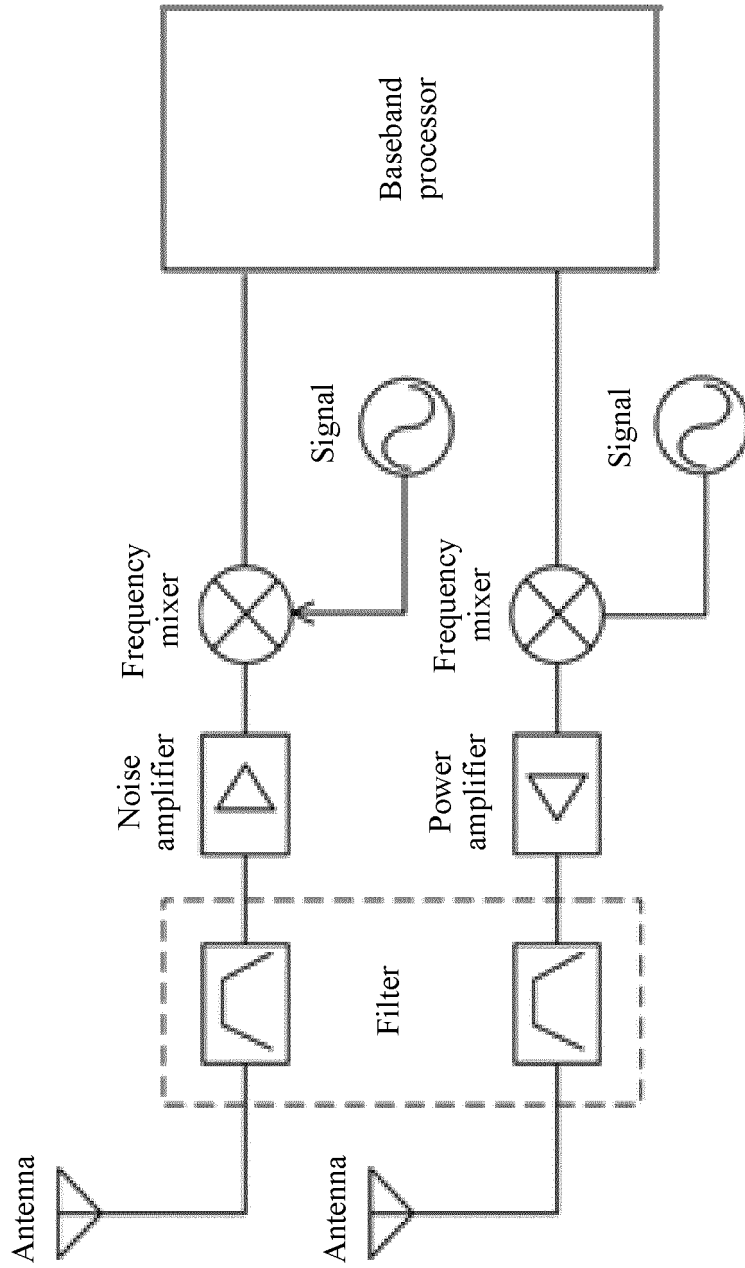 Antenna
Noise
amplifier
Frequency
mixer
Signal
Baseband
processor
Filter
Antenna
Power
amplifier
Frequency
mixer
Signal